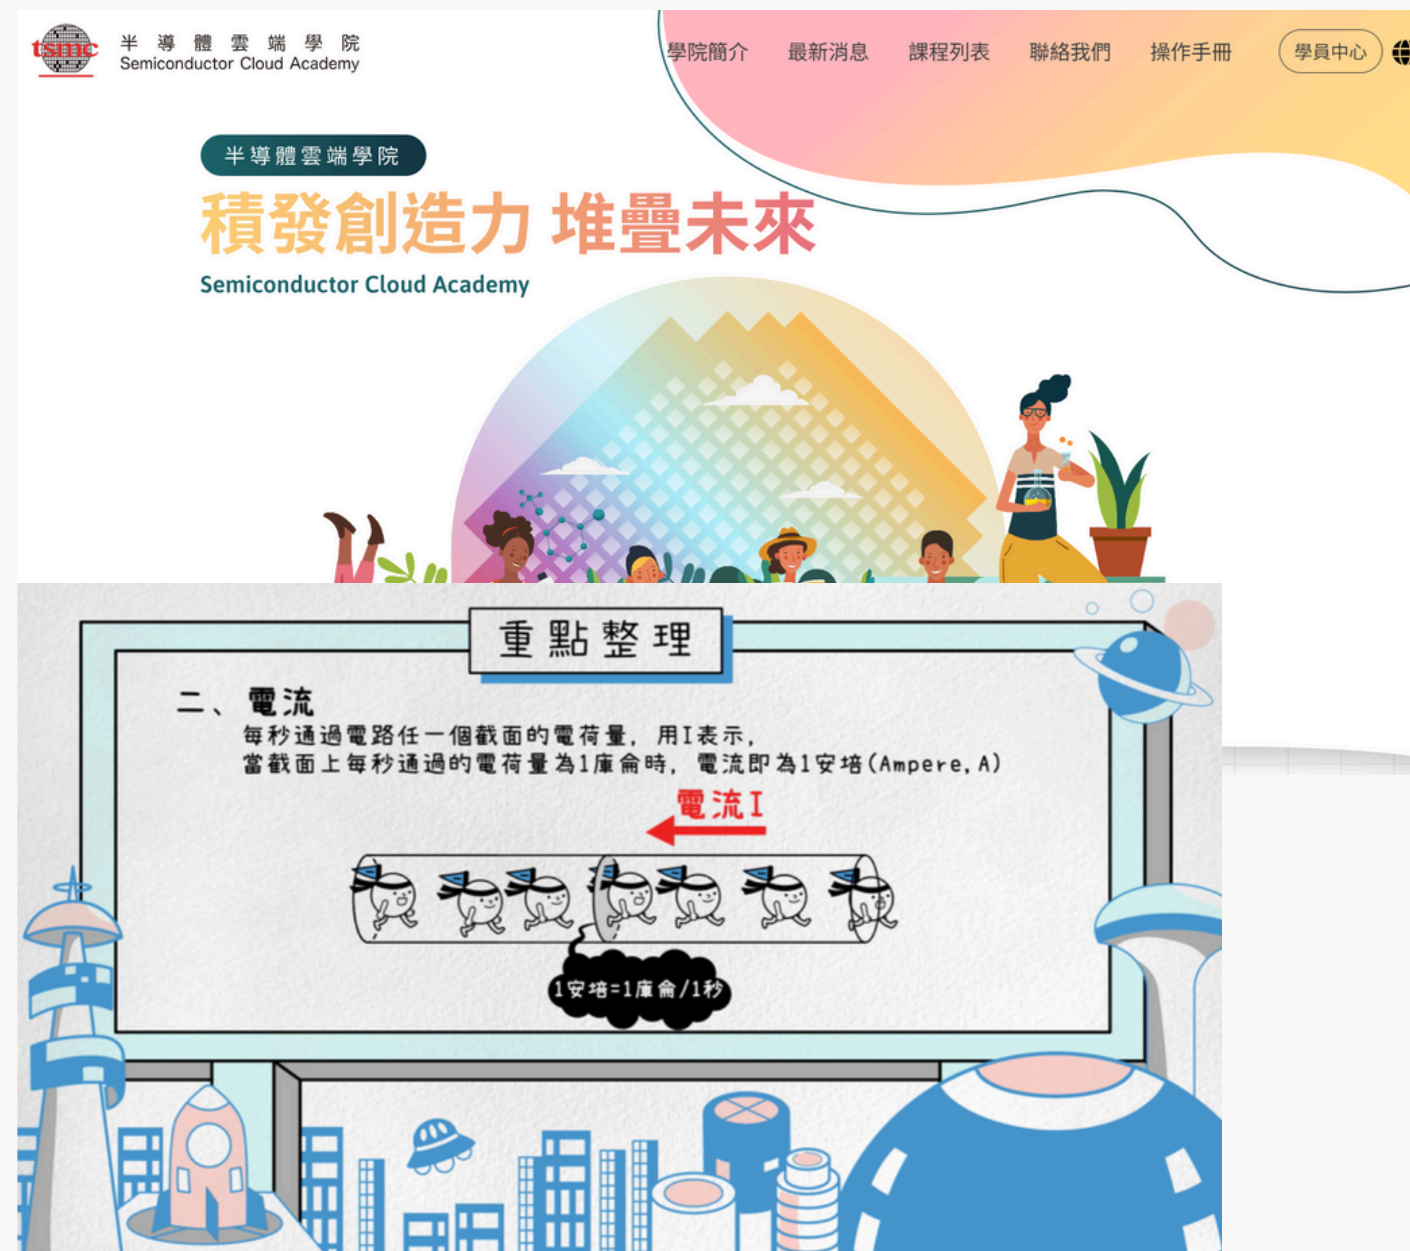 tsmc
半導體雲端學院
Semiconductor Cloud Academy
學院簡介 最新消息 課程列表 聯絡我們 操作手冊 學員中心
半導體雲端學院
積發創造力 堆疊未來
Semiconductor Cloud Academy
重點整理
二、電流
每秒通過電路任一個截面的電荷量, 用I表示,
當截面上每秒通過的電荷量為1庫侖時, 電流即為1安培(Ampere,A)
電流I
1安培=1庫侖/1秒